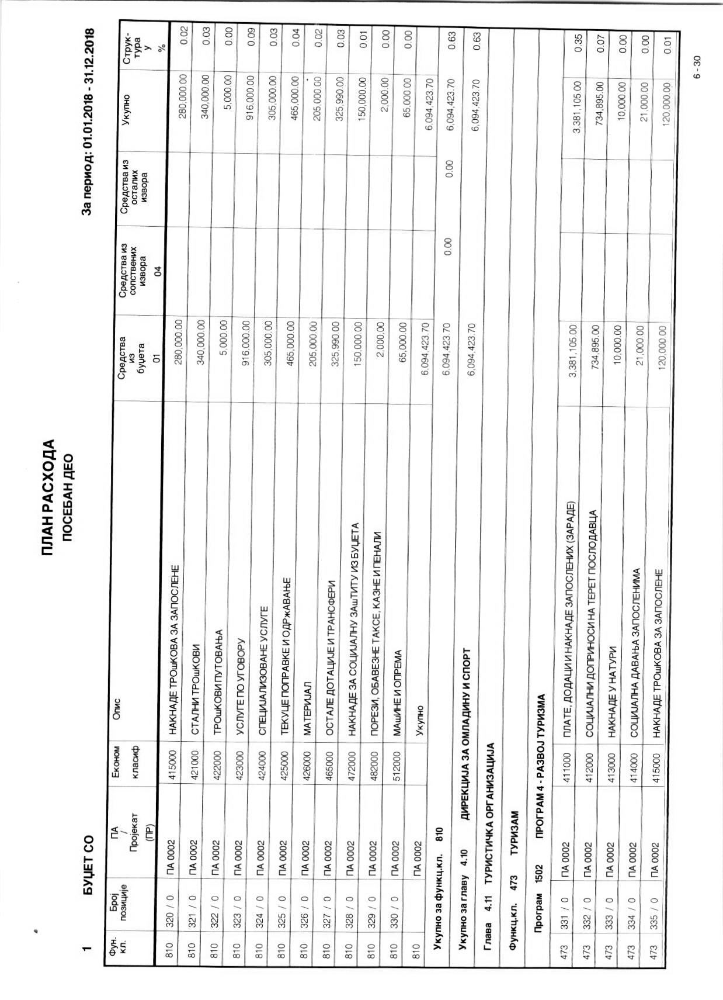 ПЛАН РАСХОДА
ПОСЕБАН ДЕО
1 БУЏЕТ СО За период: 01.01.2018 - 31.12.2018
Фун. кл. Број позиције ПА / Пројекат (ПР) Економ класиф Опис Средства из буџета 01 Средства из сопствених извора 04 Средства из осталих извора Укупно Струк- тура у %
810 320 / 0 ПА 0002 415000 НАКНАДЕ ТРОшКОВА ЗА ЗАПОСЛЕНЕ 280,000.00 280,000.00 0.02
810 321 / 0 ПА 0002 421000 СТАЛНИ ТРОшКОВИ 340,000.00 340,000.00 0.03
810 322 / 0 ПА 0002 422000 ТРОшКОВИ ПУТОВАЊА 5,000.00 5,000.00 0.00
810 323 / 0 ПА 0002 423000 УСЛУГЕ ПО УГОВОРУ 916,000.00 916,000.00 0.09
810 324 / 0 ПА 0002 424000 СПЕЦИЈАЛИЗОВАНЕ УСЛУГЕ 305,000.00 305,000.00 0.03
810 325 / 0 ПА 0002 425000 ТЕКУЦЕ ПОПРАВКЕ И ОДРжАВАЊЕ 465,000.00 465,000.00 0.04
810 326 / 0 ПА 0002 426000 МАТЕРИЈАЛ 205,000.00 205,000.00 0.02
810 327 / 0 ПА 0002 465000 ОСТАЛЕ ДОТАЦИЈЕ И ТРАНСФЕРИ 325,990.00 325,990.00 0.03
810 328 / 0 ПА 0002 472000 НАКНАДЕ ЗА СОЦИЈАЛНУ ЗАшТИТУ ИЗ БУЏЕТА 150,000.00 150,000.00 0.01
810 329 / 0 ПА 0002 482000 ПОРЕЗИ, ОБАВЕЗНЕ ТАКСЕ, КАЗНЕ И ПЕНАЛИ 2,000.00 2,000.00 0.00
810 330 / 0 ПА 0002 512000 МАшИНЕ И ОПРЕМА 65,000.00 65,000.00 0.00
810 ПА 0002 Укупно 6,094,423.70 6,094,423.70
Укупно за функц.кл. 810 6,094,423.70 0.00 0.00 6,094,423.70 0.63
Укупно за главу 4.10 ДИРЕКЦИЈА ЗА ОМЛАДИНУ И СПОРТ 6,094,423.70 6,094,423.70 0.63
Глава 4.11 ТУРИСТИЧКА ОРГАНИЗАЦИЈА
Функц.кл. 473 ТУРИЗАМ
Програм 1502 ПРОГРАМ 4 - РАЗВОЈ ТУРИЗМА
473 331 / 0 ПА 0002 411000 ПЛАТЕ, ДОДАЦИ И НАКНАДЕ ЗАПОСЛЕНИХ (ЗАРАДЕ) 3,381,105.00 3,381,105.00 0.35
473 332 / 0 ПА 0002 412000 СОЦИЈАЛНИ ДОПРИНОСИ НА ТЕРЕТ ПОСЛОДАВЦА 734,895.00 734,895.00 0.07
473 333 / 0 ПА 0002 413000 НАКНАДЕ У НАТУРИ 10,000.00 10,000.00 0.00
473 334 / 0 ПА 0002 414000 СОЦИЈАЛНА ДАВАЊА ЗАПОСЛЕНИМА 21,000.00 21,000.00 0.00
473 335 / 0 ПА 0002 415000 НАКНАДЕ ТРОшКОВА ЗА ЗАПОСЛЕНЕ 120,000.00 120,000.00 0.01
6 - 30